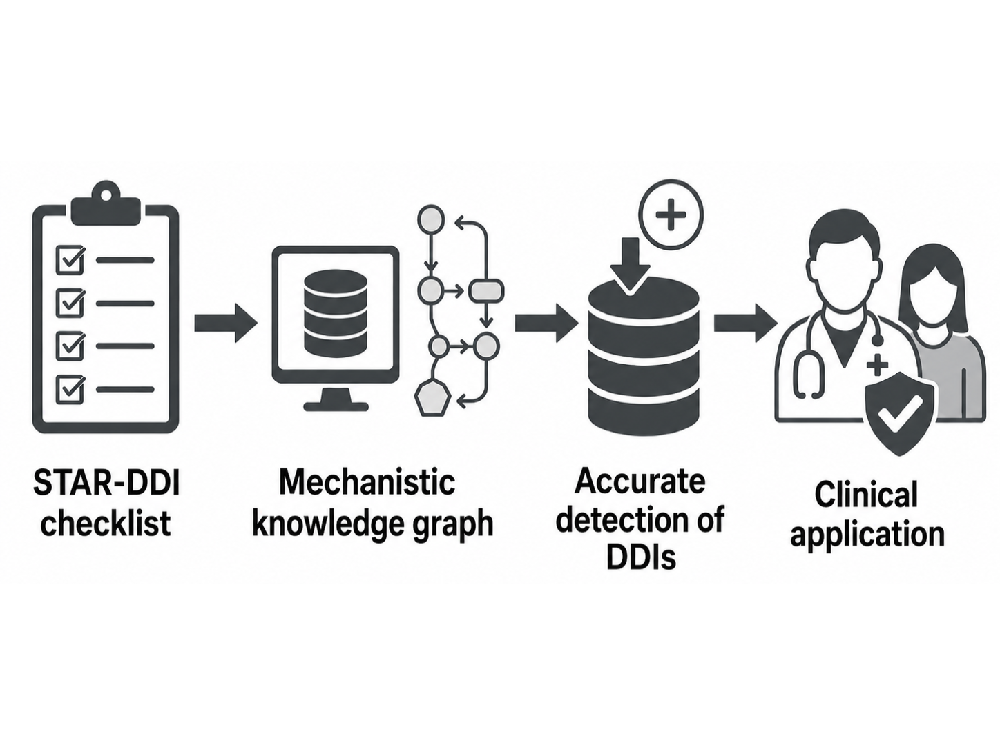 STAR-DDI
checklist
Mechanistic
knowledge graph
Accurate
detection of
DDIs
Clinical
application